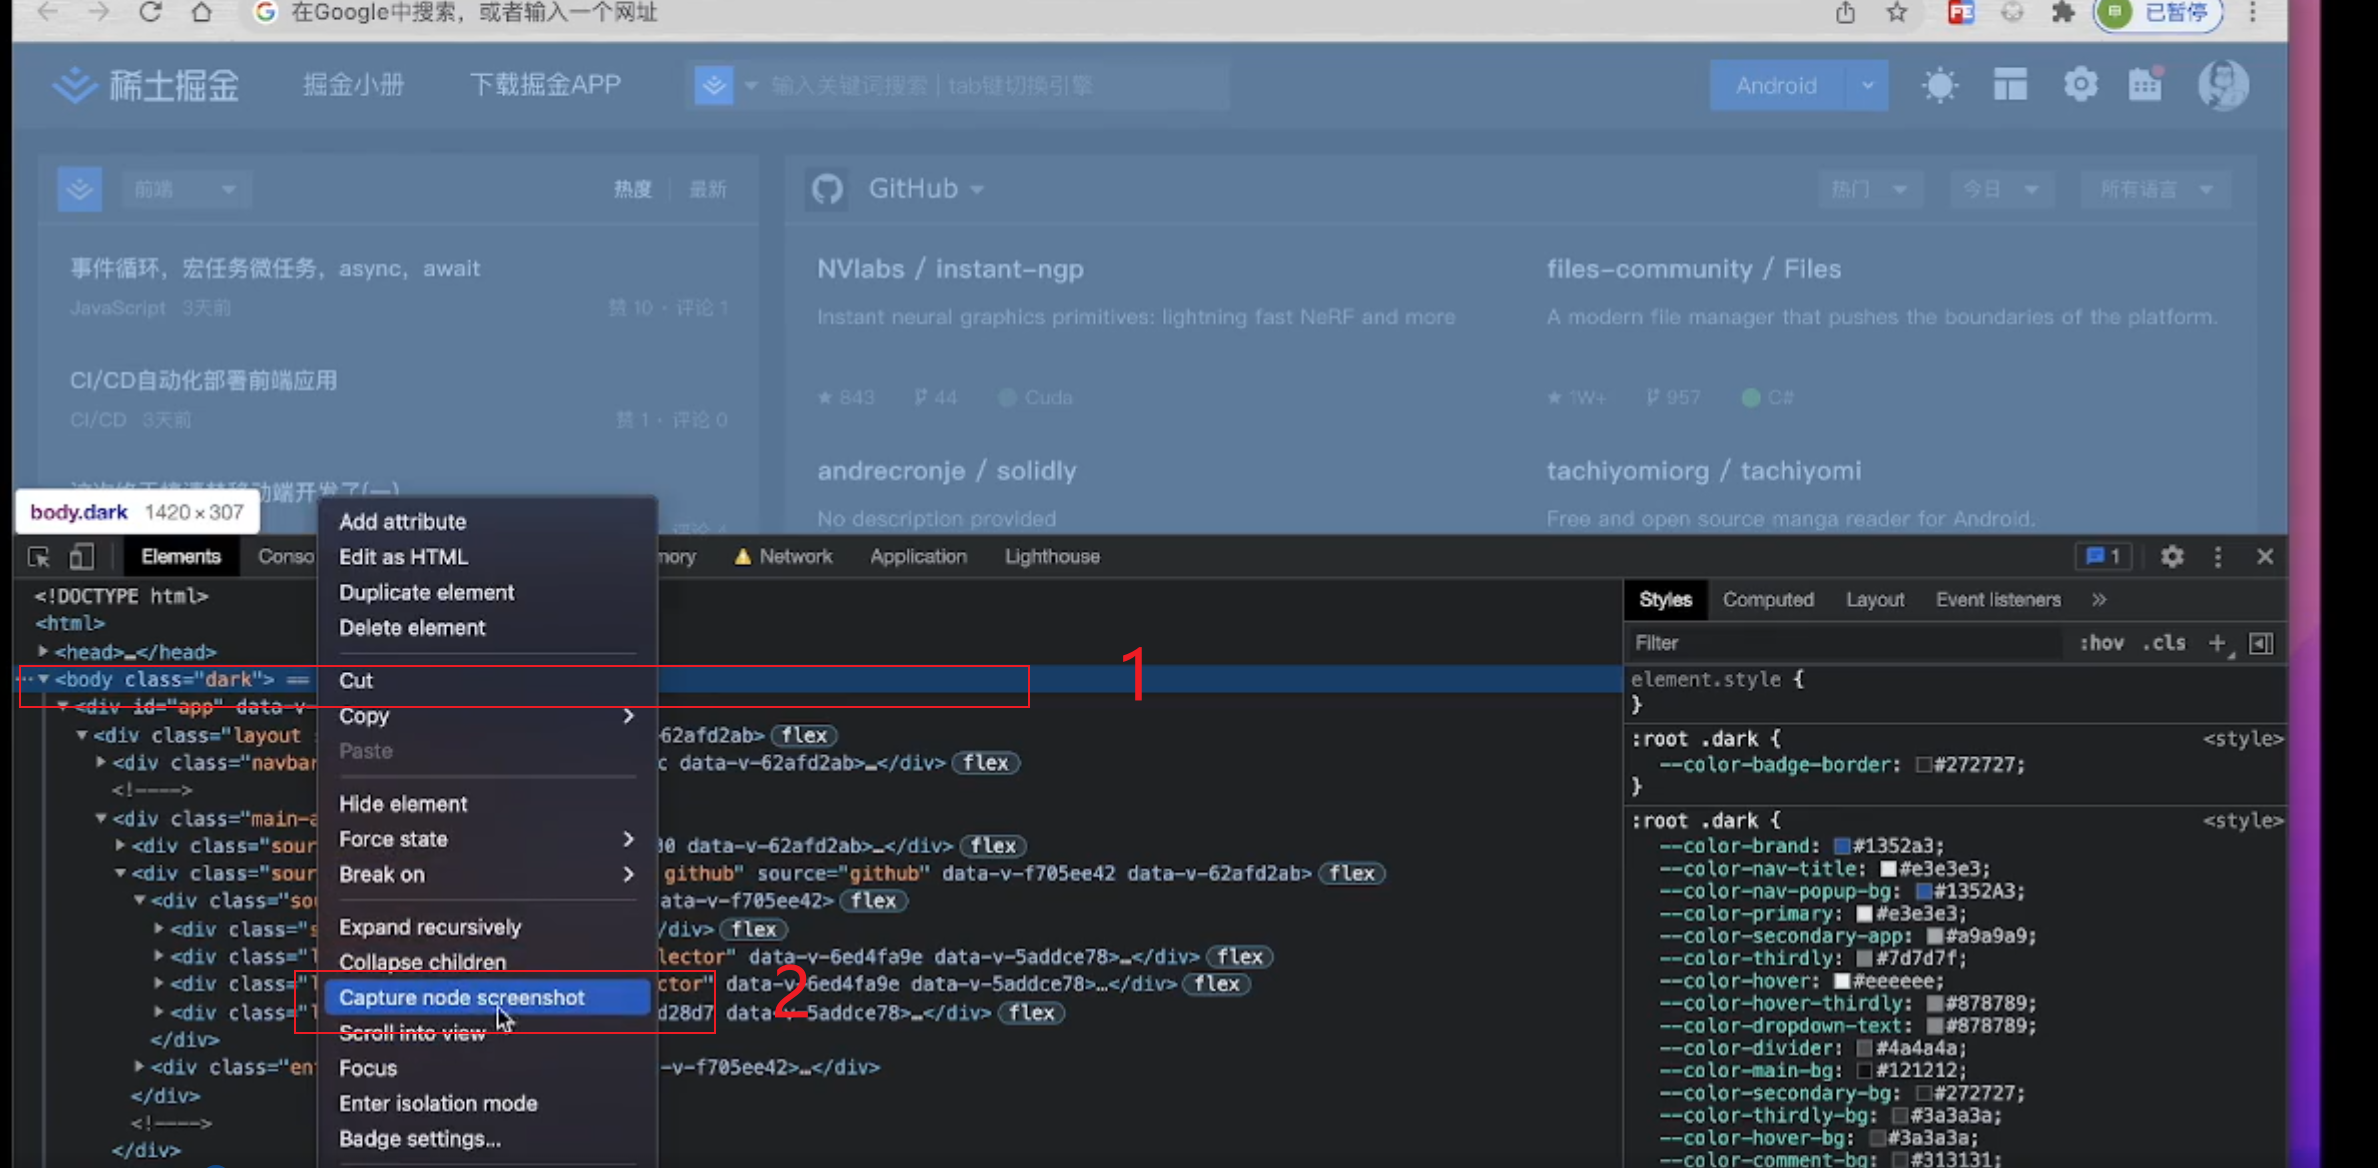 在Google中搜索，或者输入一个网址
已暂停
稀土掘金
掘金小册
下载掘金APP
输入关键词搜索 | tab键切换引擎
Android
前端
热度 | 最新
GitHub
热门
今日
所有语言
事件循环，宏任务微任务，async，await
JavaScript 3天前
赞 10 · 评论 1
NVlabs / instant-ngp
Instant neural graphics primitives: lightning fast NeRF and more
843 44 Cuda
files-community / Files
A modern file manager that pushes the boundaries of the platform.
1W+ 957 C#
CI/CD自动化部署前端应用
CI/CD 3天前
赞 1 · 评论 0
andrecronje / solidly
No description provided
tachiyomiorg / tachiyomi
Free and open source manga reader for Android.
动端开发了(一)
body.dark 1420×307
Elements
Conso
mory
Network
Application
Lighthouse
1
Add attribute
Edit as HTML
Duplicate element
Delete element
Cut
Copy
Paste
Hide element
Force state
Break on
Expand recursively
Collapse children
Capture node screenshot
Scroll into view
Focus
Enter isolation mode
Badge settings...
1
2
<!DOCTYPE html>
<html>
<head>…</head>
<body class="dark"> ==
<div id="app" data-v-
<div class="layout 62afd2ab> flex
<div class="navbar c data-v-62afd2ab>…</div> flex
<!---->
<div class="main-a
<div class="sour 00 data-v-62afd2ab>…</div> flex
<div class="sour github" source="github" data-v-f705ee42 data-v-62afd2ab> flex
<div class="sou ata-v-f705ee42> flex
<div class="s /div> flex
<div class="l lector" data-v-6ed4fa9e data-v-5addce78>…</div> flex
<div class="l ctor" data-v-6ed4fa9e data-v-5addce78>…</div> flex
<div class="l d28d7 data-v-5addce78>…</div> flex
</div>
<div class="en -v-f705ee42>…</div>
</div>
<!---->
</div>
Styles Computed Layout Event listeners »
Filter :hov .cls +
element.style {
}
:root .dark { <style>
--color-badge-border: #272727;
}
:root .dark { <style>
--color-brand: #1352a3;
--color-nav-title: #e3e3e3;
--color-nav-popup-bg: #1352A3;
--color-primary: #e3e3e3;
--color-secondary-app: #a9a9a9;
--color-thirdly: #7d7d7f;
--color-hover: #eeeeee;
--color-hover-thirdly: #878789;
--color-dropdown-text: #878789;
--color-divider: #4a4a4a;
--color-main-bg: #121212;
--color-secondary-bg: #272727;
--color-thirdly-bg: #3a3a3a;
--color-hover-bg: #3a3a3a;
--color-comment-bg: #313131;